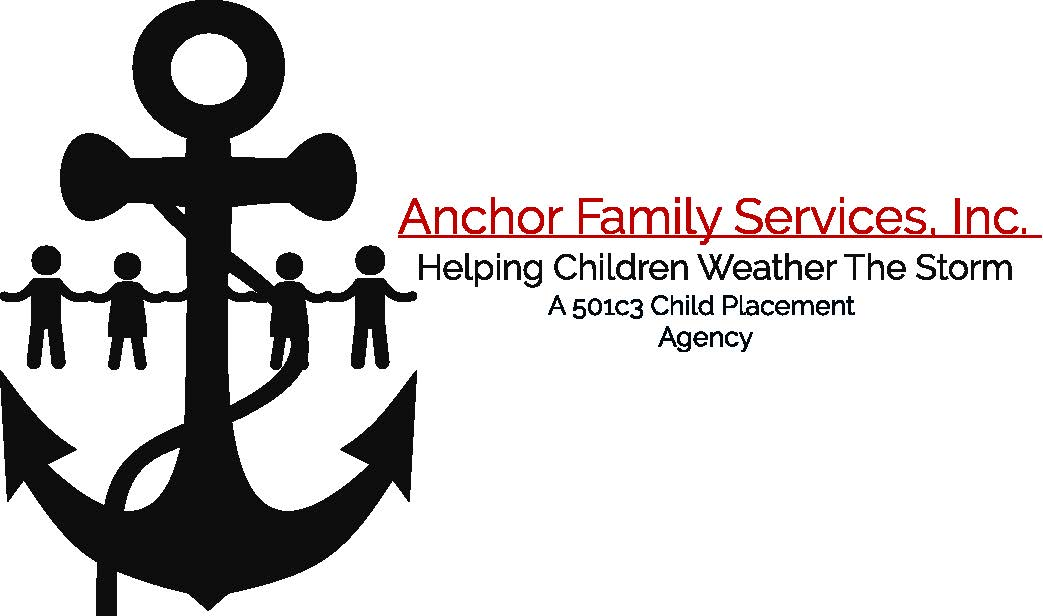 Anchor Family Services, Inc.
Helping Children Weather The Storm
A 501c3 Child Placement
Agency